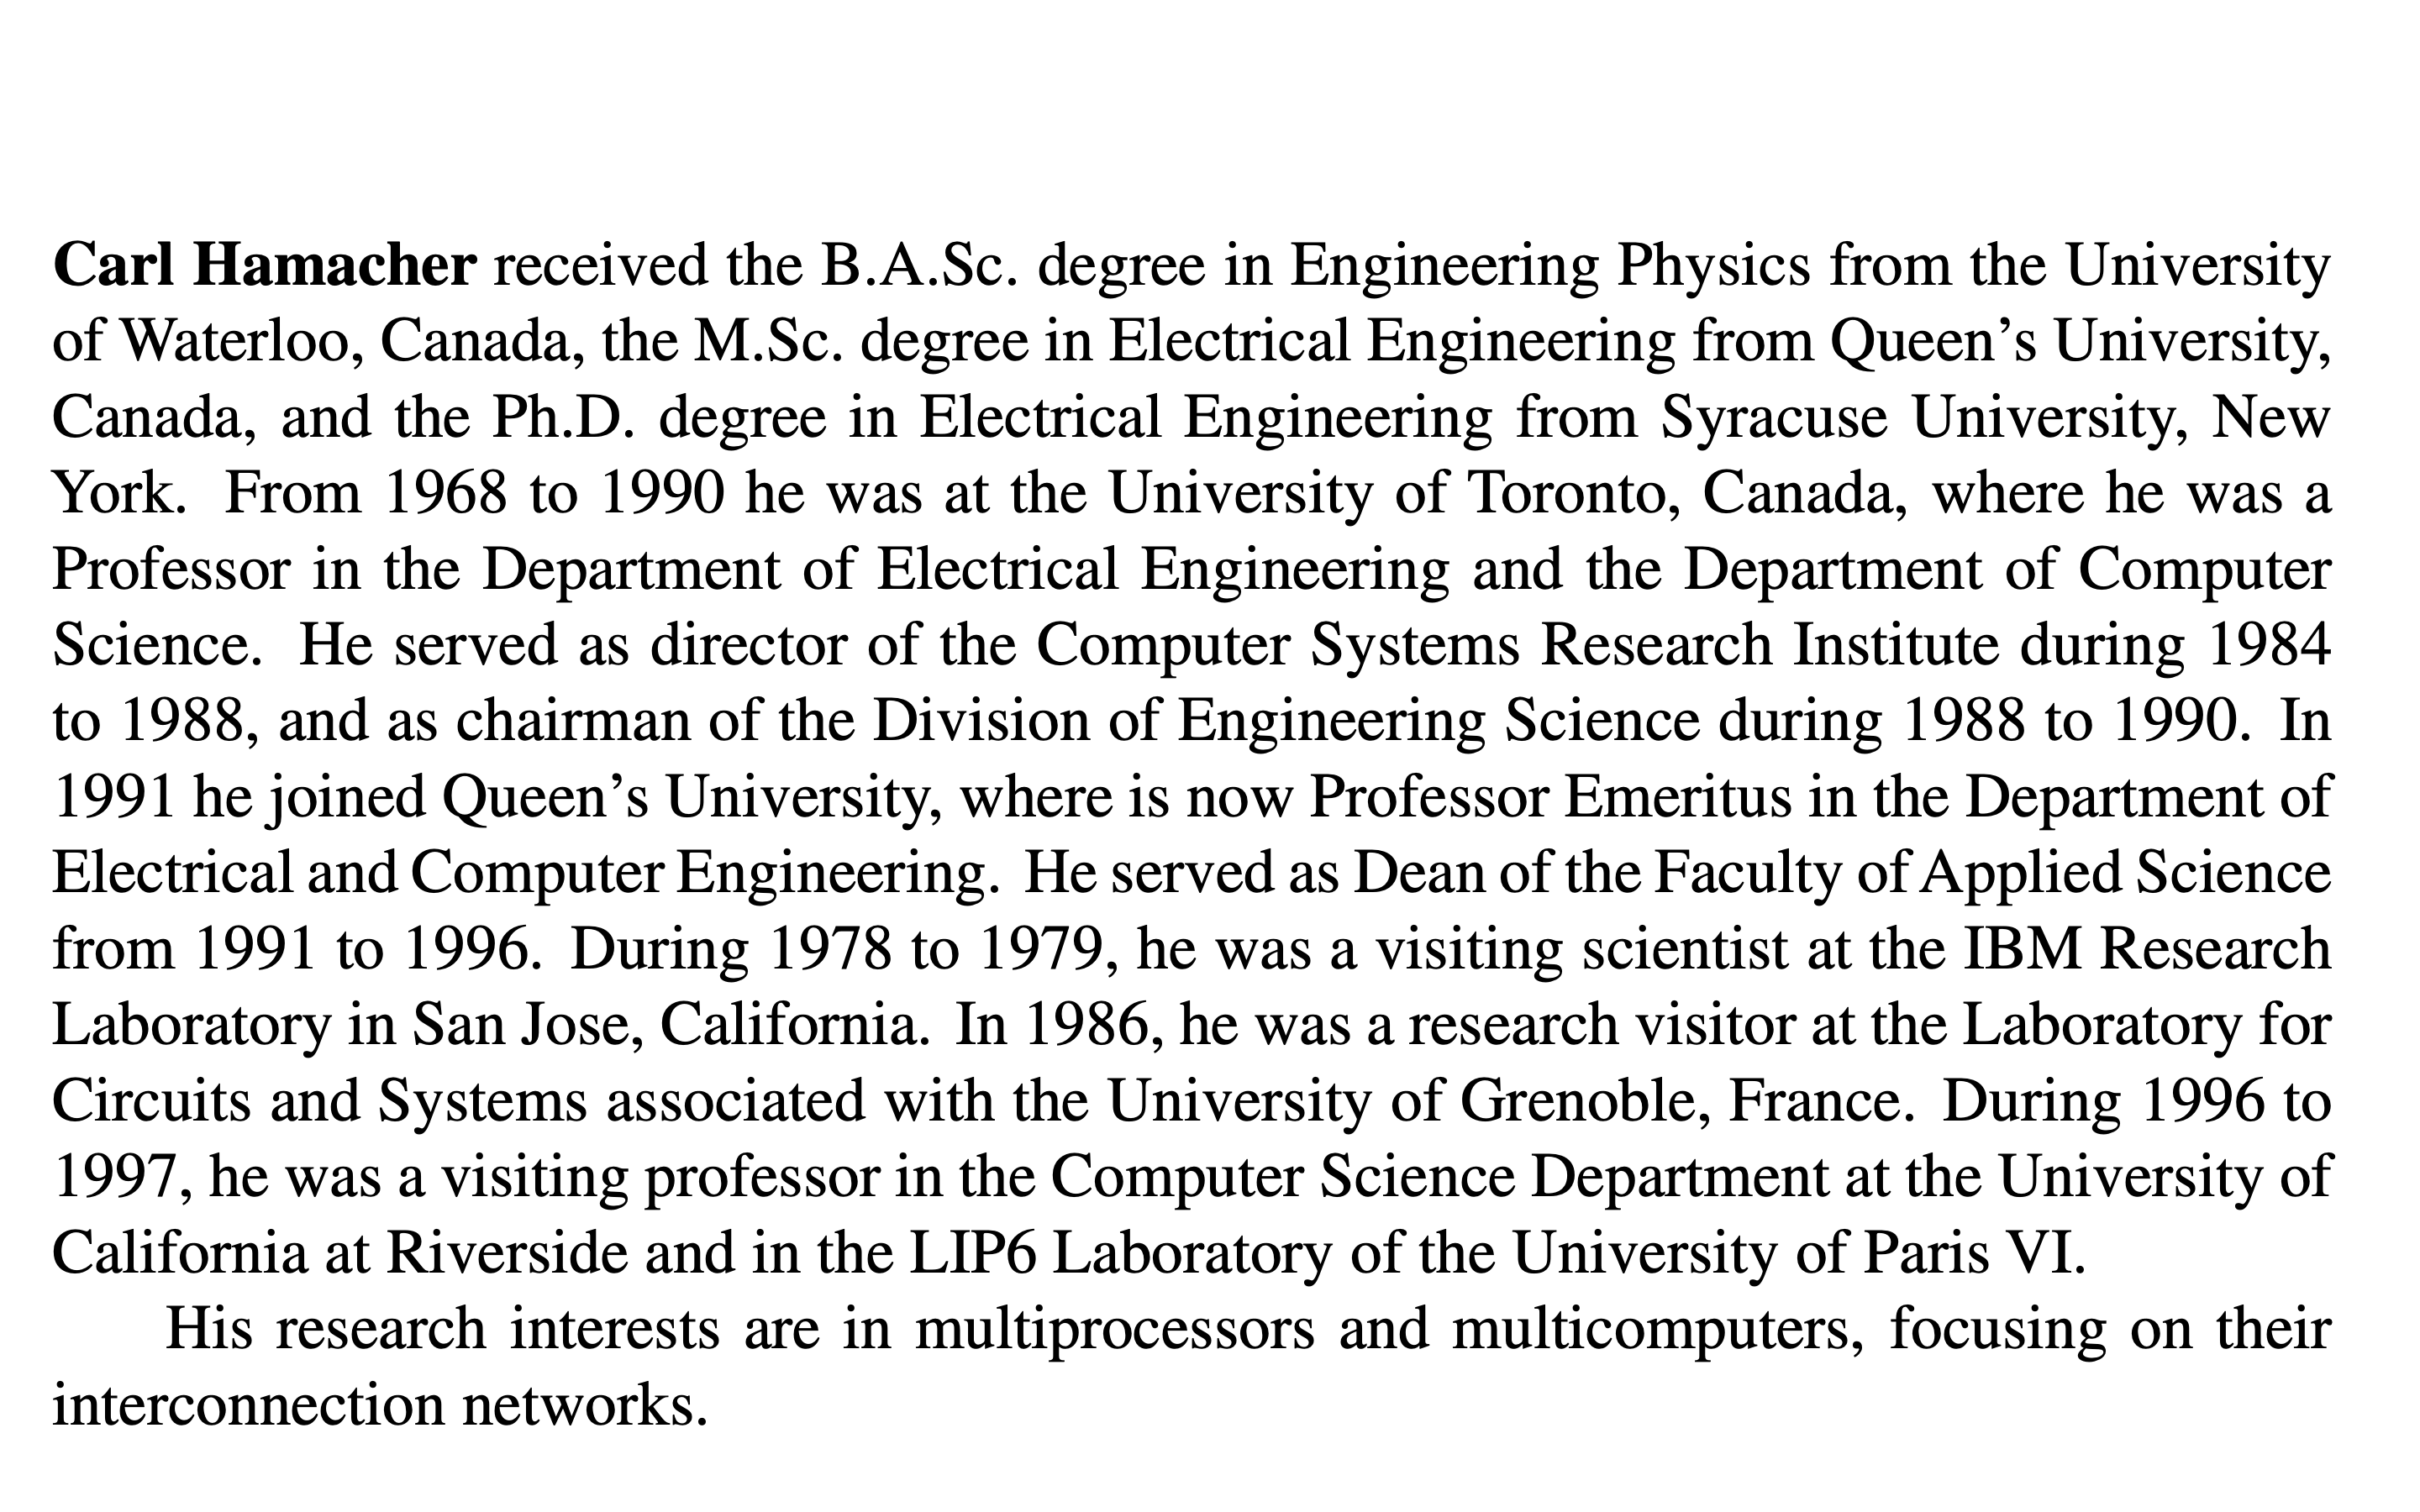 Carl Hamacher received the B.A.Sc. degree in Engineering Physics from the University
of Waterloo, Canada, the M.Sc. degree in Electrical Engineering from Queen’s University,
Canada, and the Ph.D. degree in Electrical Engineering from Syracuse University, New
York. From 1968 to 1990 he was at the University of Toronto, Canada, where he was a
Professor in the Department of Electrical Engineering and the Department of Computer
Science. He served as director of the Computer Systems Research Institute during 1984
to 1988, and as chairman of the Division of Engineering Science during 1988 to 1990. In
1991 he joined Queen’s University, where is now Professor Emeritus in the Department of
Electrical and Computer Engineering. He served as Dean of the Faculty of Applied Science
from 1991 to 1996. During 1978 to 1979, he was a visiting scientist at the IBM Research
Laboratory in San Jose, California. In 1986, he was a research visitor at the Laboratory for
Circuits and Systems associated with the University of Grenoble, France. During 1996 to
1997, he was a visiting professor in the Computer Science Department at the University of
California at Riverside and in the LIP6 Laboratory of the University of Paris VI.
His research interests are in multiprocessors and multicomputers, focusing on their
interconnection networks.